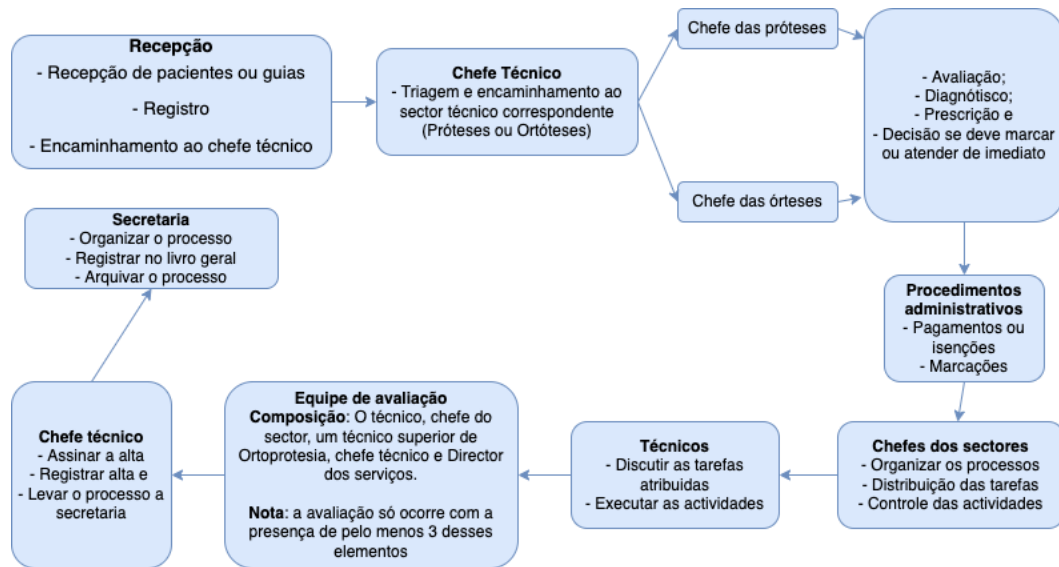 Recepção
- Recepção de pacientes ou guias
- Registro
- Encaminhamento ao chefe técnico
Chefe Técnico
- Triagem e encaminhamento ao
sector técnico correspondente
(Próteses ou Ortóteses)
Chefe das próteses
Chefe das órteses
- Avaliação;
- Diagnótisco;
- Prescrição e
- Decisão se deve marcar
ou atender de imediato
Procedimentos
administrativos
- Pagamentos ou
isenções
- Marcações
Chefes dos sectores
- Organizar os processos
- Distribuição das tarefas
- Controle das actividades
Técnicos
- Discutir as tarefas
atribuidas
- Executar as actividades
Equipe de avaliação
Composição: O técnico, chefe do
sector, um técnico superior de
Ortoprotesia, chefe técnico e Director
dos serviços.
Nota: a avaliação só ocorre com a
presença de pelo menos 3 desses
elementos
Chefe técnico
- Assinar a alta
- Registrar alta e
- Levar o processo a
secretaria
Secretaria
- Organizar o processo
- Registrar no livro geral
- Arquivar o processo